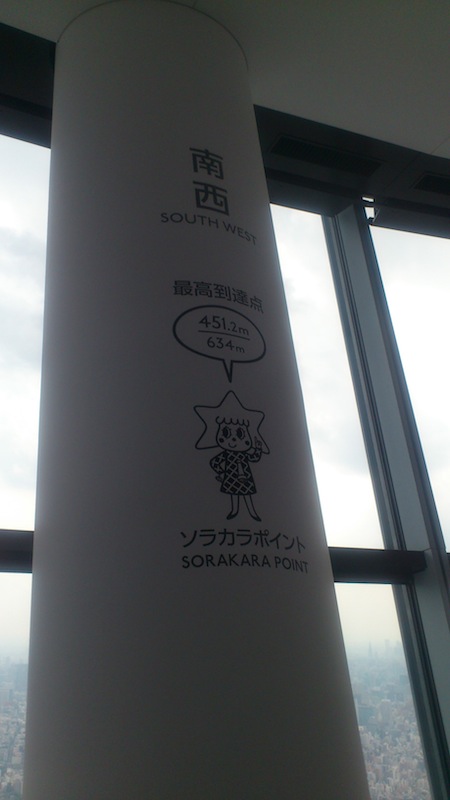 南
西
SOUTH WEST
最高到達点
451.2m
634m
ソラカラポイント
SORAKARA POINT